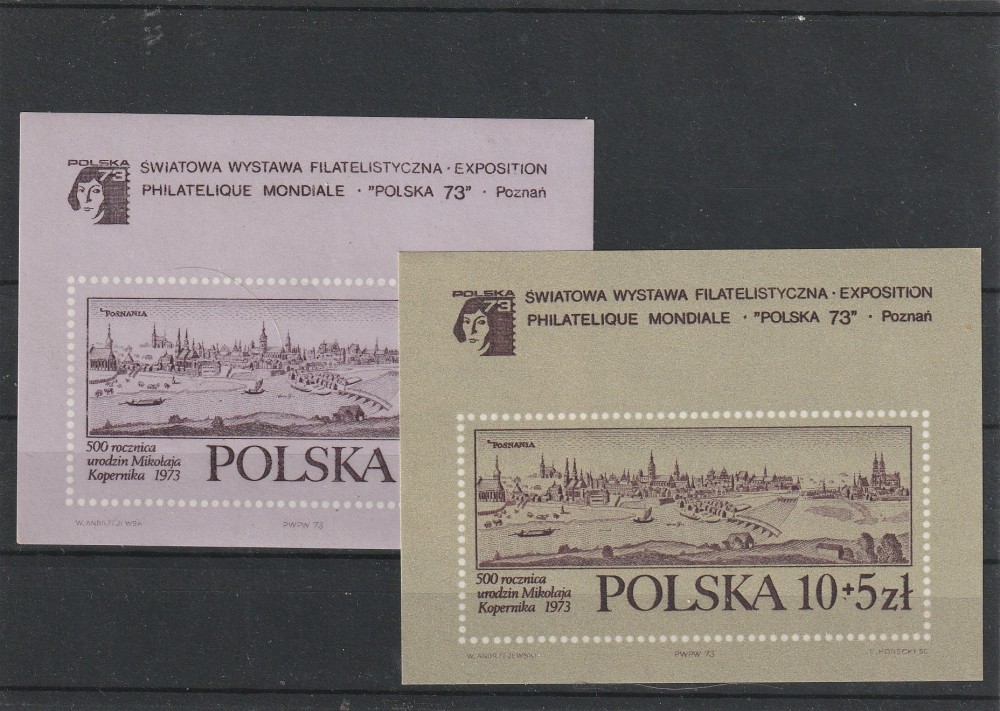 POLSKA
73
ŚWIATOWA WYSTAWA FILATELISTYCZNA · EXPOSITION
PHILATELIQUE MONDIALE · "POLSKA 73" · Poznań
POSNANIA
500 rocznica
urodzin Mikołaja
Kopernika 1973
POLSKA
W. ANDRZEJEWSK
PWPW 73
POLSKA
73
ŚWIATOWA WYSTAWA FILATELISTYCZNA · EXPOSITION
PHILATELIQUE MONDIALE · "POLSKA 73" · Poznań
POSNANIA
500 rocznica
urodzin Mikołaja
Kopernika 1973
POLSKA 10+5zł
W. ANDRZEJEWSKI
PWPW 73